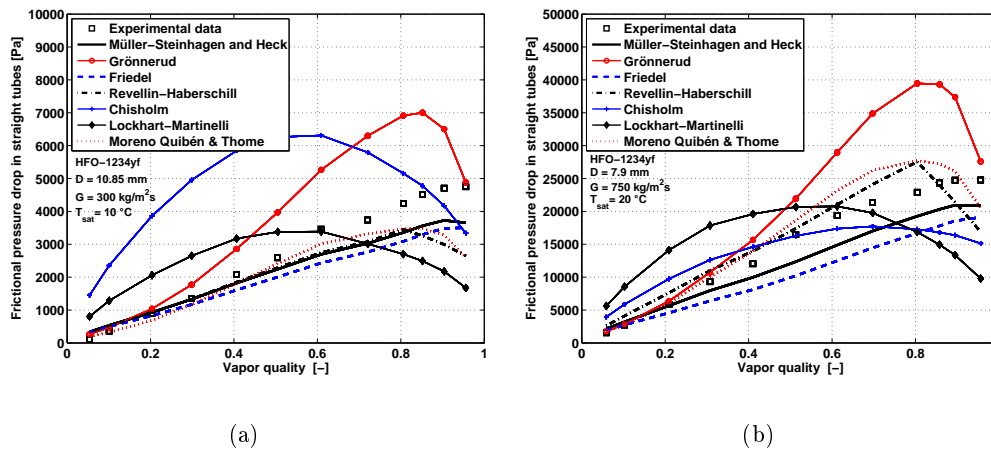 Frictional pressure drop in straight tubes [Pa]
10000
9000
8000
7000
6000
5000
4000
3000
2000
1000
0
Experimental data
Müller−Steinhagen and Heck
Grönnerud
Friedel
Revellin−Haberschill
Chisholm
Lockhart−Martinelli
Moreno Quibén & Thome
HFO−1234yf
D = 10.85 mm
G = 300 kg/m²s
T_sat = 10 °C
0 0.2 0.4 0.6 0.8 1
Vapor quality [−]
(a)
Frictional pressure drop in straight tubes [Pa]
50000
45000
40000
35000
30000
25000
20000
15000
10000
5000
0
Experimental data
Müller−Steinhagen and Heck
Grönnerud
Friedel
Revellin−Haberschill
Chisholm
Lockhart−Martinelli
Moreno Quibén & Thome
HFO−1234yf
D = 7.9 mm
G = 750 kg/m²s
T_sat = 20 °C
0 0.2 0.4 0.6 0.8
Vapor quality [−]
(b)